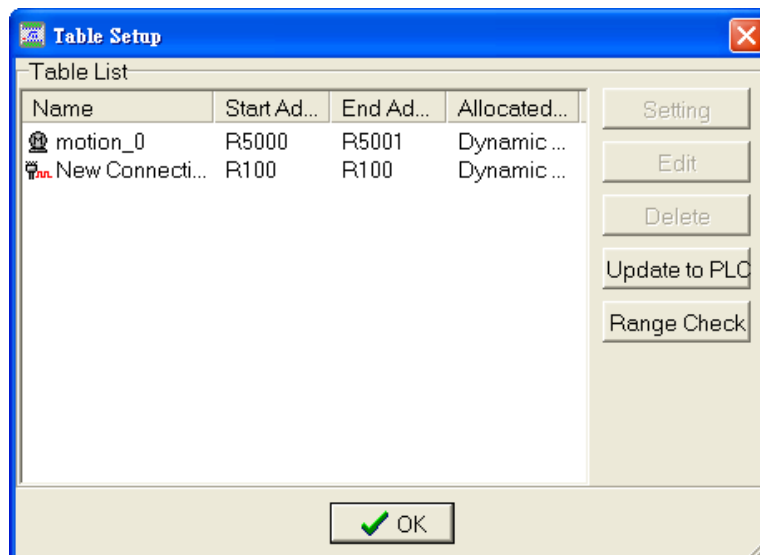 Table Setup
Table List
Name Start Ad... End Ad... Allocated...
motion_0 R5000 R5001 Dynamic ...
New Connecti... R100 R100 Dynamic ...
Setting
Edit
Delete
Update to PLC
Range Check
OK